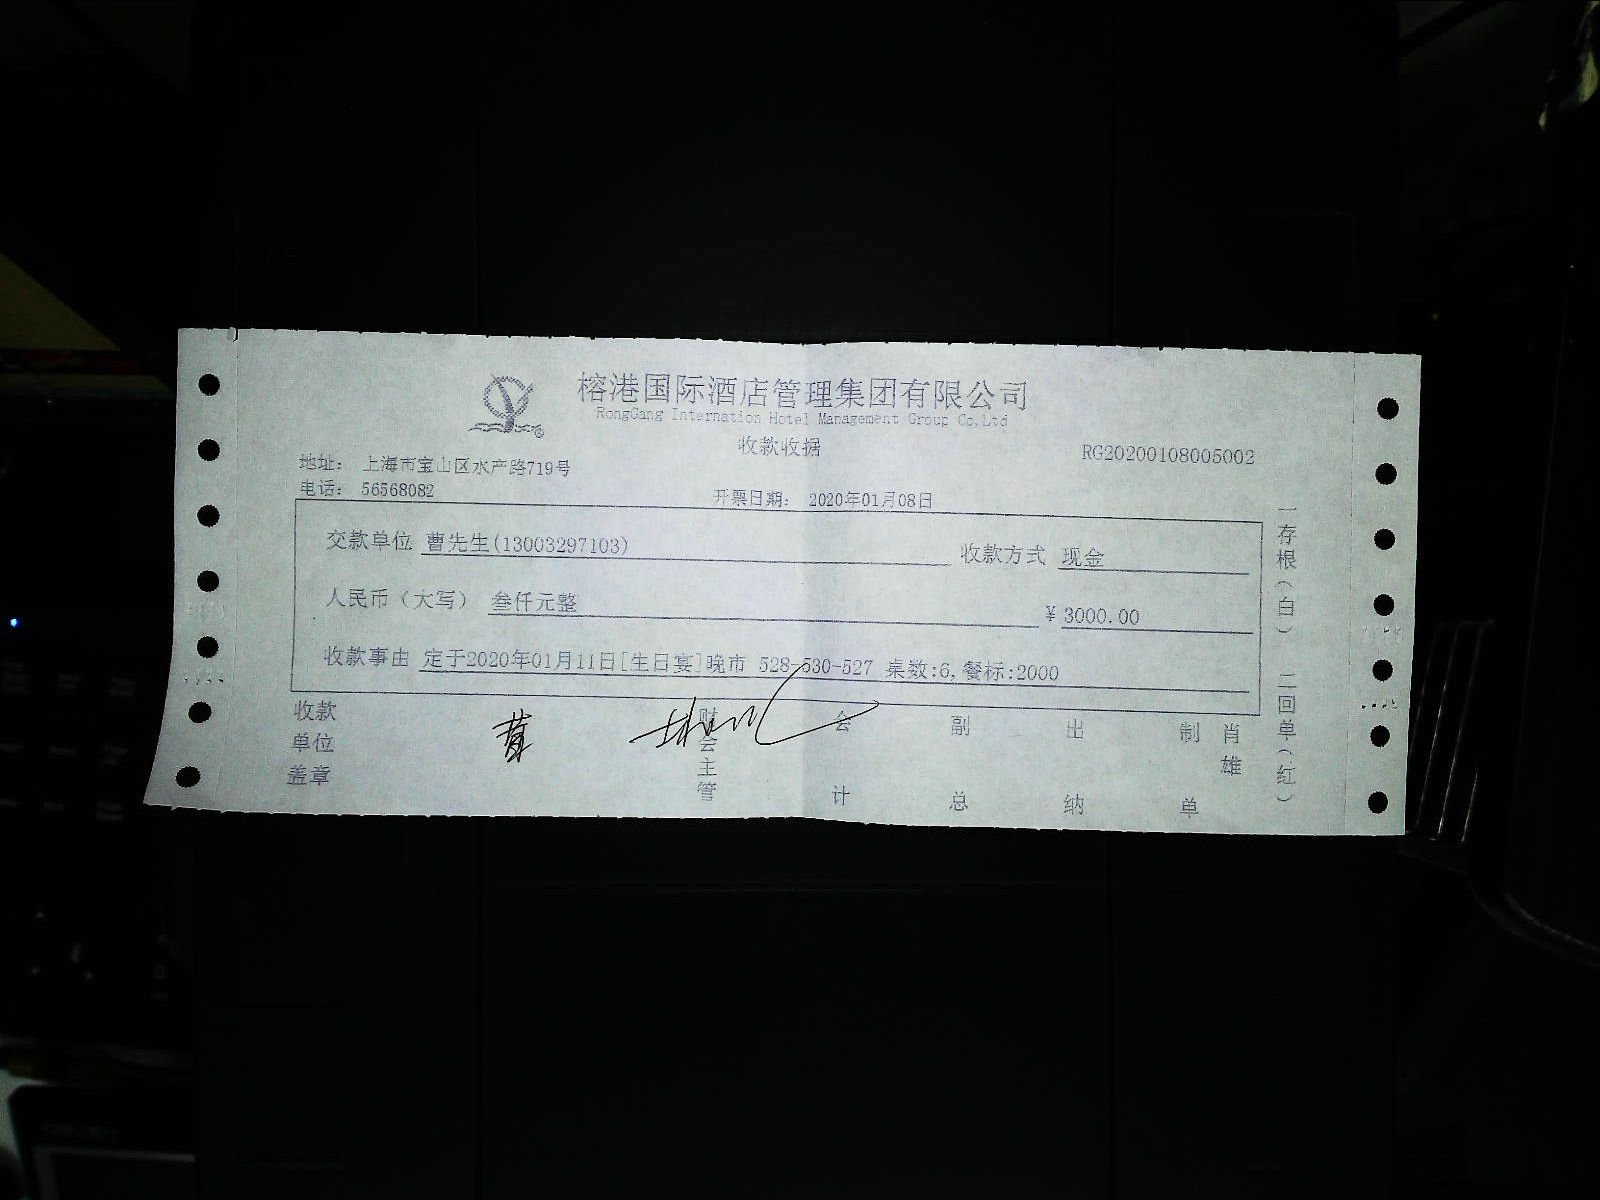 榕港国际酒店管理集团有限公司
RongGang Internation Hotel Management Group Co,Ltd
收款收据
RG20200108005002
地址： 上海市宝山区水产路719号
电话： 56568082
开票日期： 2020年01月08日
交款单位 曹先生(13003297103) 收款方式 现金
人民币（大写） 叁仟元整 ¥3000.00
收款事由 定于2020年01月11日[生日宴]晚市 528-530-527 桌数:6,餐标:2000
收款单位盖章
财会主管
会计
副总
出纳
制单
肖雄
一存根（白） 二回单（红）